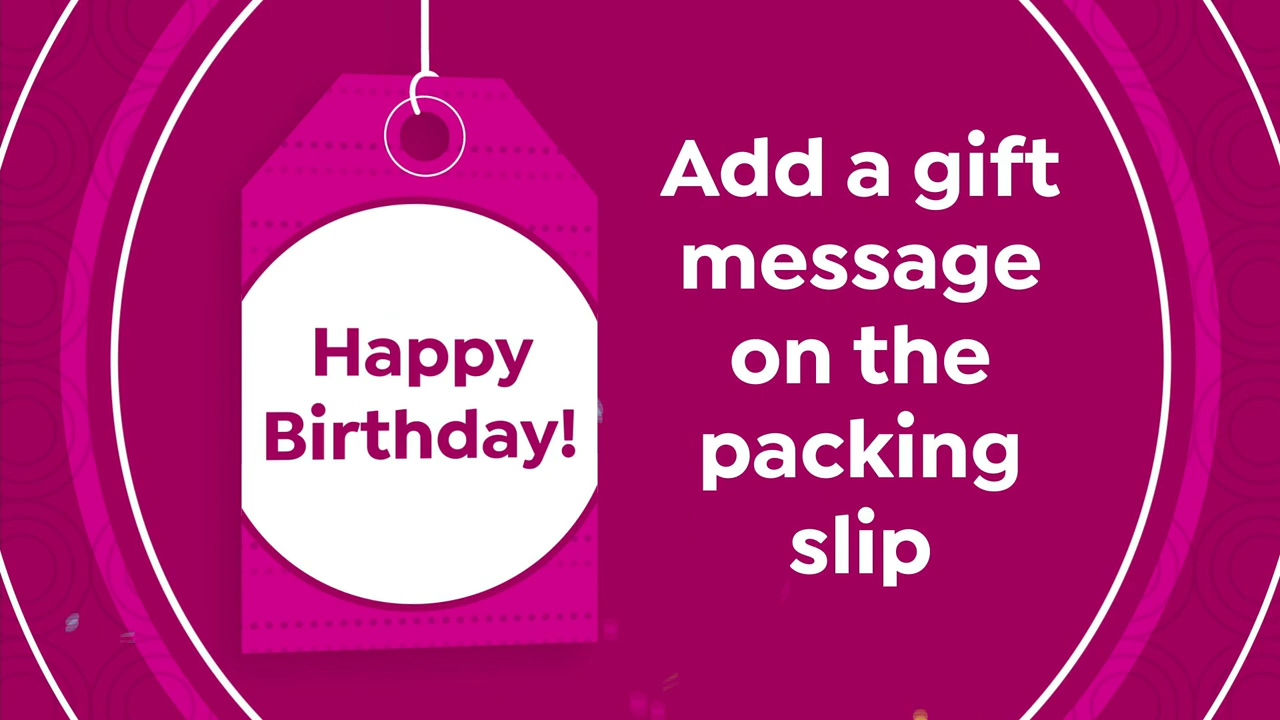 Happy
Birthday!
Add a gift
message
on the
packing
slip